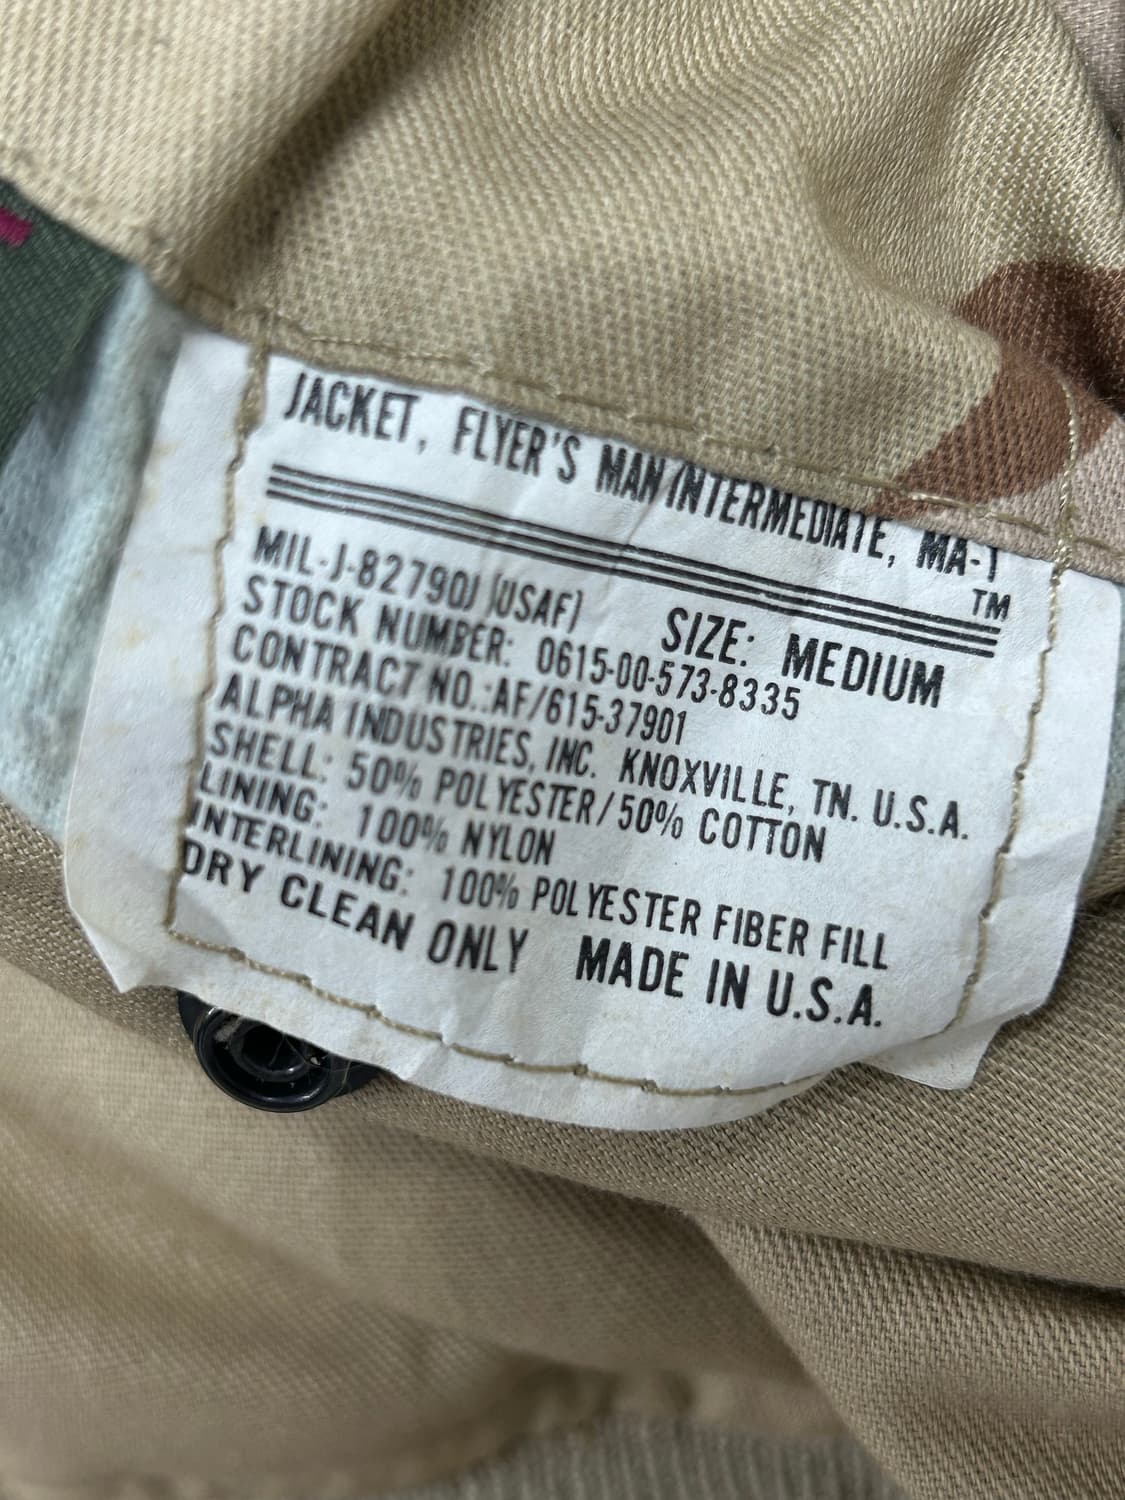 JACKET, FLYER'S MAN INTERMEDIATE, MA-1
TM
MIL-J-82790J (USAF) SIZE: MEDIUM
STOCK NUMBER: 0615-00-573-8335
CONTRACT NO.:AF/615-37901
ALPHA INDUSTRIES, INC. KNOXVILLE, TN. U.S.A.
SHELL: 50% POLYESTER/50% COTTON
LINING: 100% NYLON
INTERLINING: 100% POLYESTER FIBER FILL
DRY CLEAN ONLY MADE IN U.S.A.